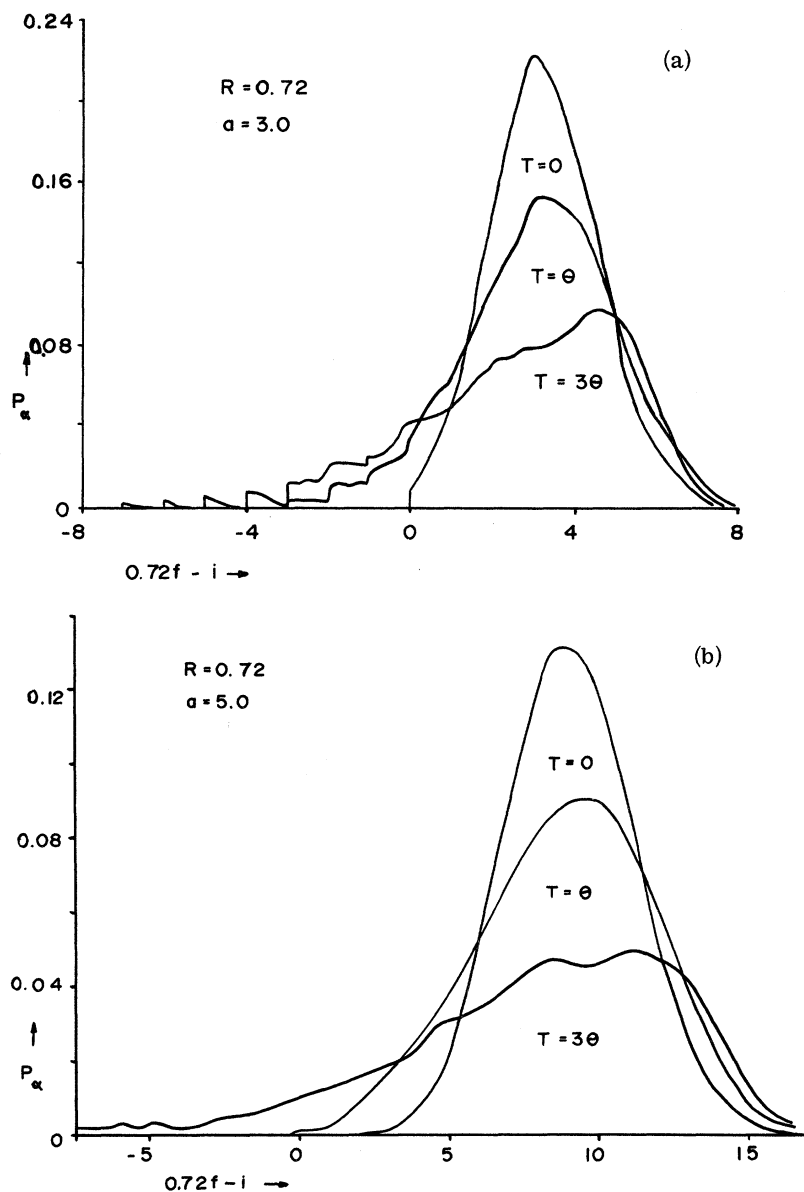 0.24
(a)
R = 0.72
a = 3.0
T = 0
0.16
T = θ
0.08
T = 3θ
P α
0
-8
-4
0
4
8
0.72f - i →
(b)
R = 0.72
a = 5.0
0.12
T = 0
0.08
T = θ
0.04
T = 3θ
P α
0
-5
0
5
10
15
0.72f - i →